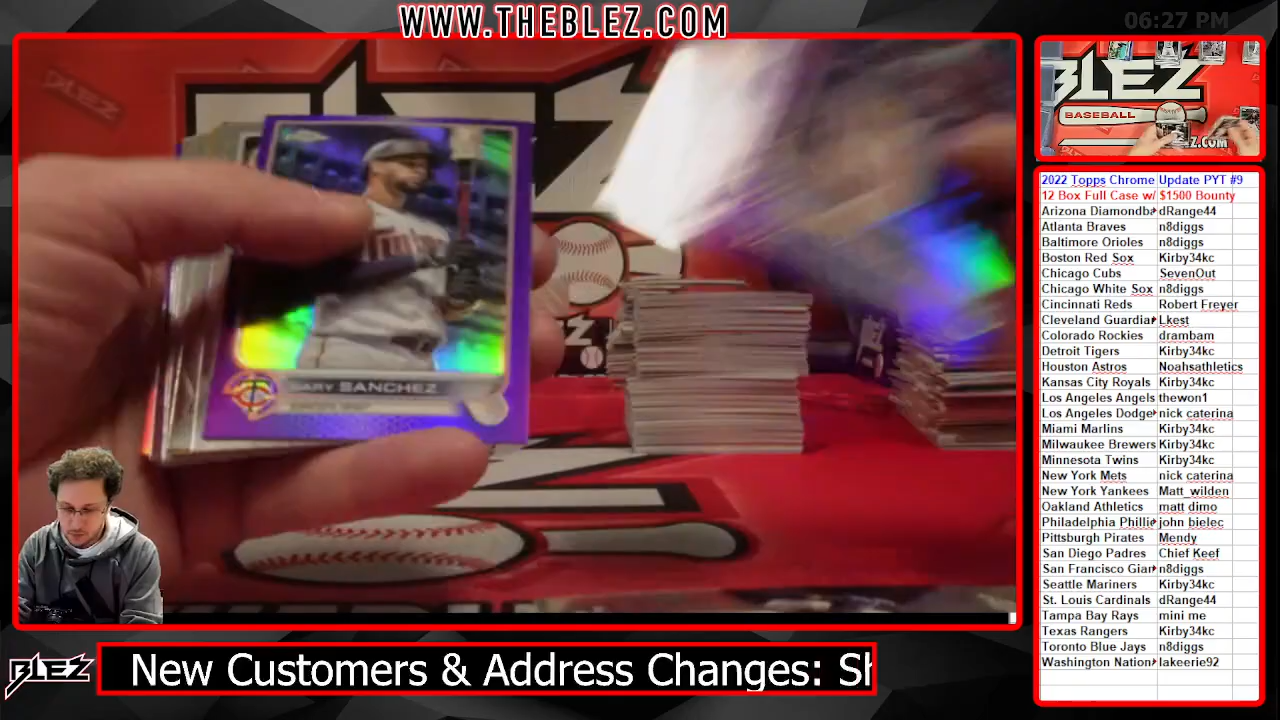 WWW.THEBLEZ.COM
06:27 PM
BLEZ
GARY SANCHEZ
BLEZ
BASEBALL
2022 Topps Chrome Update PYT #9
12 Box Full Case w/ $1500 Bounty
Arizona Diamondba dRange44
Atlanta Braves n8diggs
Baltimore Orioles n8diggs
Boston Red Sox Kirby34kc
Chicago Cubs SevenOut
Chicago White Sox n8diggs
Cincinnati Reds Robert Freyer
Cleveland Guardia Lkest
Colorado Rockies drambam
Detroit Tigers Kirby34kc
Houston Astros Noahsathletics
Kansas City Royals Kirby34kc
Los Angeles Angels thewon1
Los Angeles Dodge nick caterina
Miami Marlins Kirby34kc
Milwaukee Brewers Kirby34kc
Minnesota Twins Kirby34kc
New York Mets nick caterina
New York Yankees Matt_wilden
Oakland Athletics matt dimo
Philadelphia Phillie john bielec
Pittsburgh Pirates Mendy
San Diego Padres Chief Keef
San Francisco Gian n8diggs
Seattle Mariners Kirby34kc
St. Louis Cardinals dRange44
Tampa Bay Rays mini me
Texas Rangers Kirby34kc
Toronto Blue Jays n8diggs
Washington Nation lakeerie92
BLEZ
New Customers & Address Changes: Sh